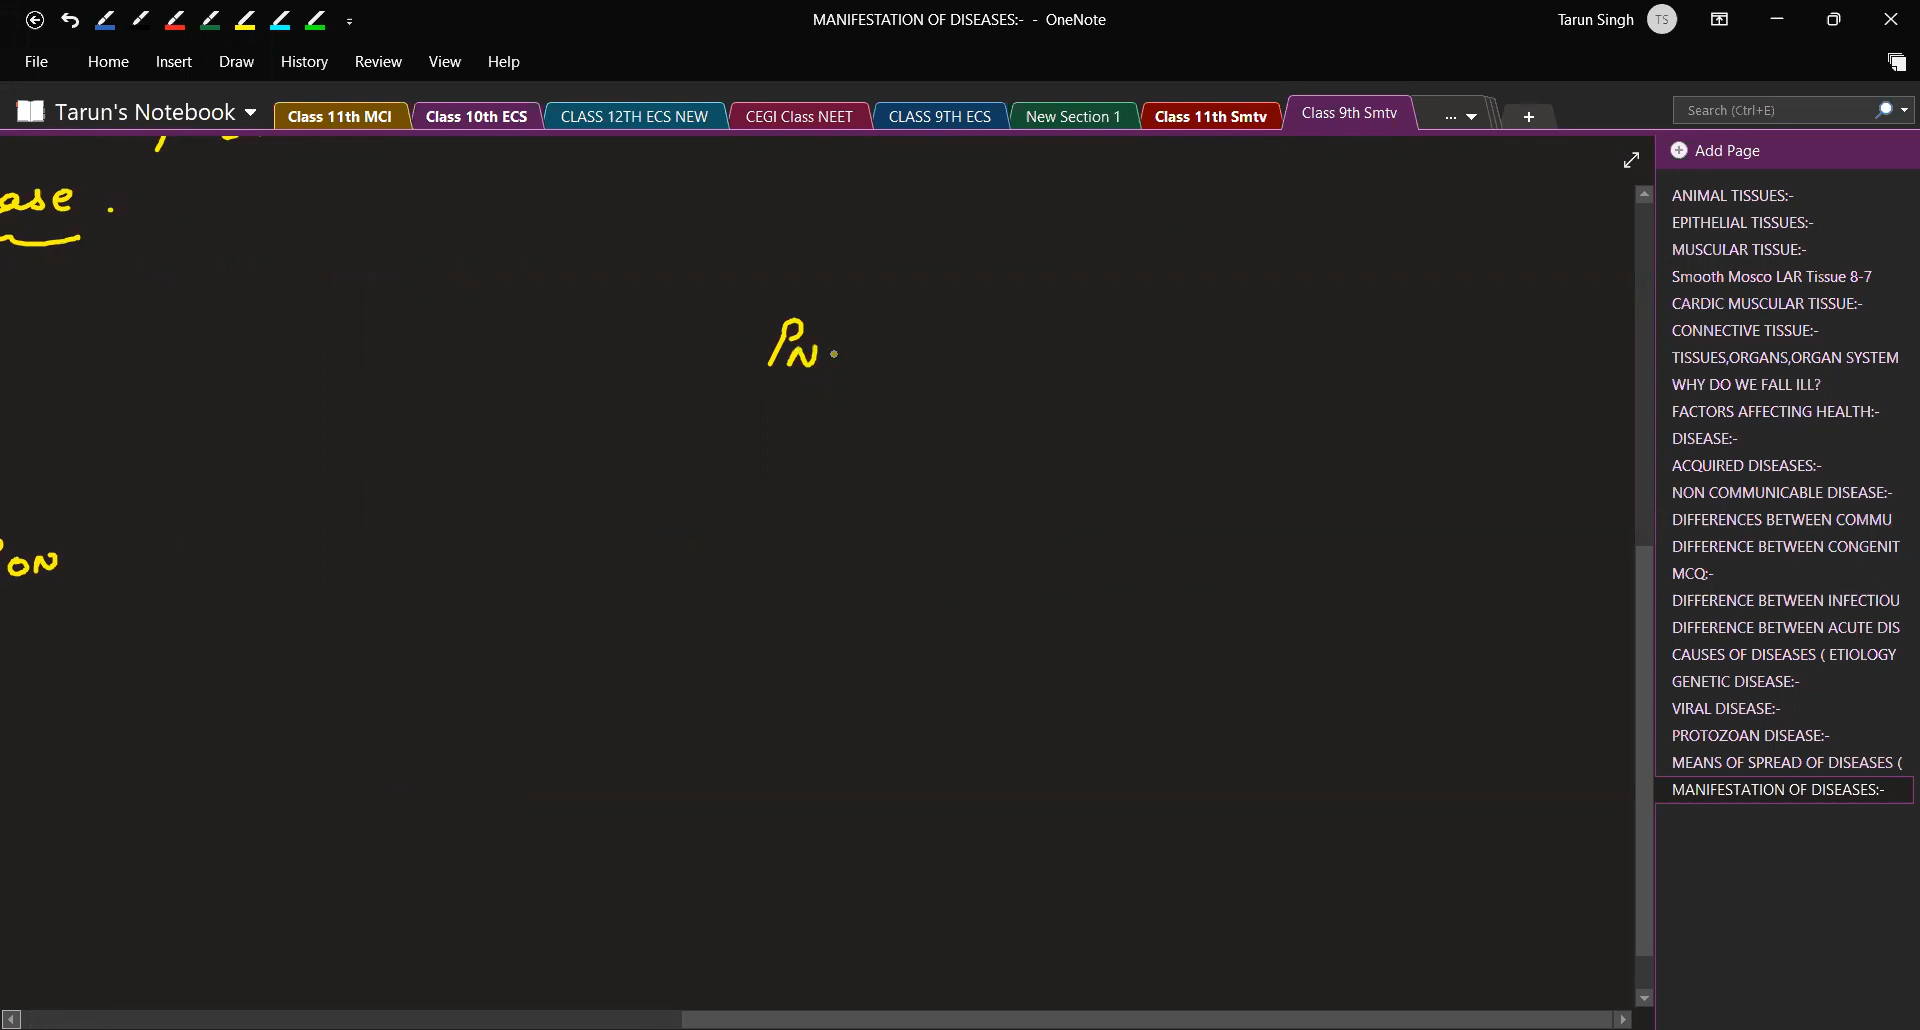 MANIFESTATION OF DISEASES:- - OneNote
Tarun Singh TS
File Home Insert Draw History Review View Help
Tarun's Notebook Class 11th MCI Class 10th ECS CLASS 12TH ECS NEW CEGI Class NEET CLASS 9TH ECS New Section 1 Class 11th Smtv Class 9th Smtv ... + Search (Ctrl+E)
Add Page
ase .
PN
ON
ANIMAL TISSUES:-
EPITHELIAL TISSUES:-
MUSCULAR TISSUE:-
Smooth Mosco LAR Tissue 8-7
CARDIC MUSCULAR TISSUE:-
CONNECTIVE TISSUE:-
TISSUES,ORGANS,ORGAN SYSTEM
WHY DO WE FALL ILL?
FACTORS AFFECTING HEALTH:-
DISEASE:-
ACQUIRED DISEASES:-
NON COMMUNICABLE DISEASE:-
DIFFERENCES BETWEEN COMMU
DIFFERENCE BETWEEN CONGENIT
MCQ:-
DIFFERENCE BETWEEN INFECTIOU
DIFFERENCE BETWEEN ACUTE DIS
CAUSES OF DISEASES ( ETIOLOGY
GENETIC DISEASE:-
VIRAL DISEASE:-
PROTOZOAN DISEASE:-
MEANS OF SPREAD OF DISEASES (
MANIFESTATION OF DISEASES:-